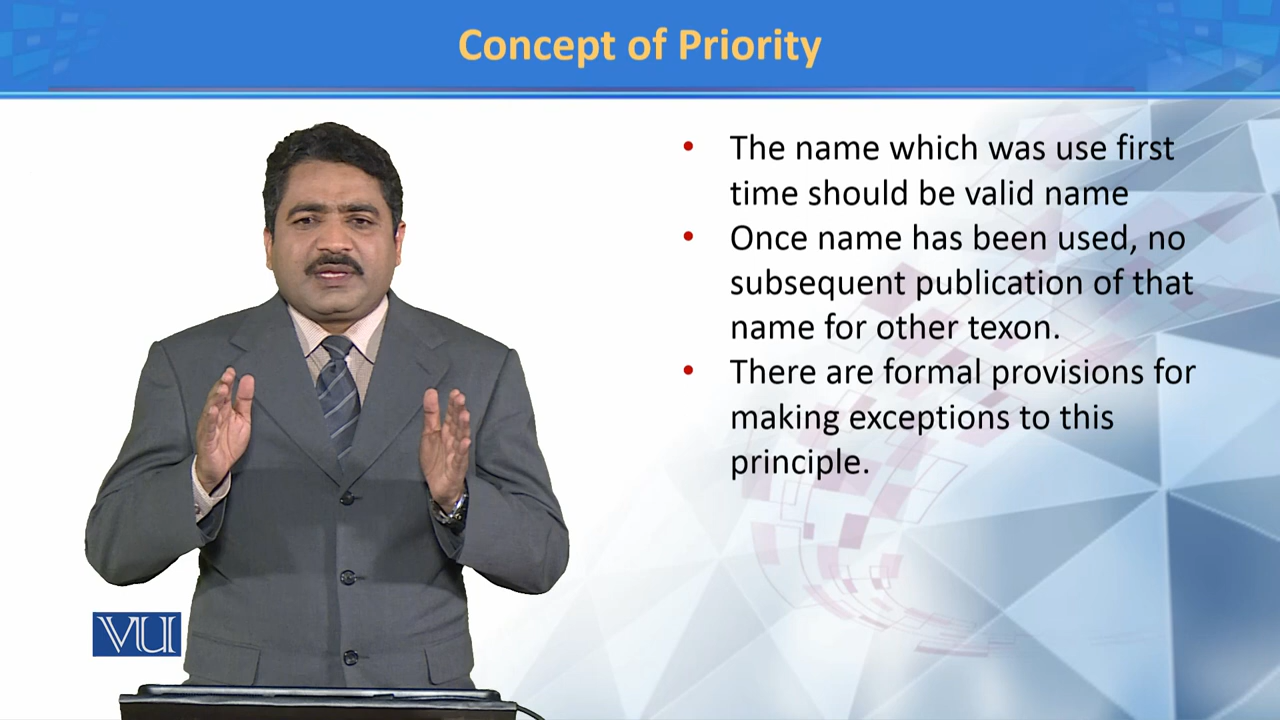 Concept of Priority
• The name which was use first
time should be valid name
• Once name has been used, no
subsequent publication of that
name for other texon.
• There are formal provisions for
making exceptions to this
principle.
VU